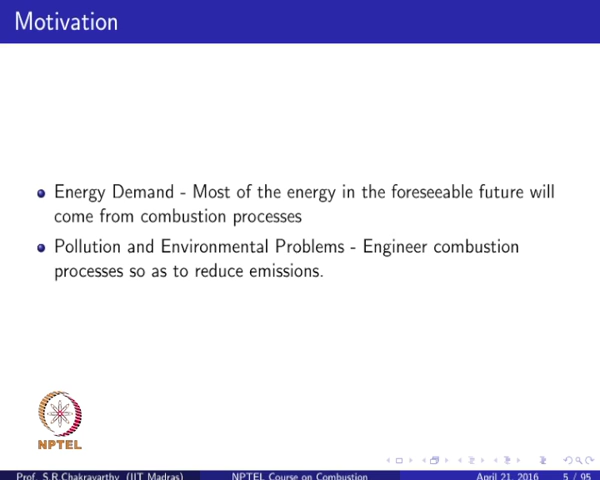 Motivation
Energy Demand - Most of the energy in the foreseeable future will
come from combustion processes
Pollution and Environmental Problems - Engineer combustion
processes so as to reduce emissions.
NPTEL
Prof. S.R.Chakravarthy (IIT Madras) NPTEL Course on Combustion April 21, 2016 5 / 95